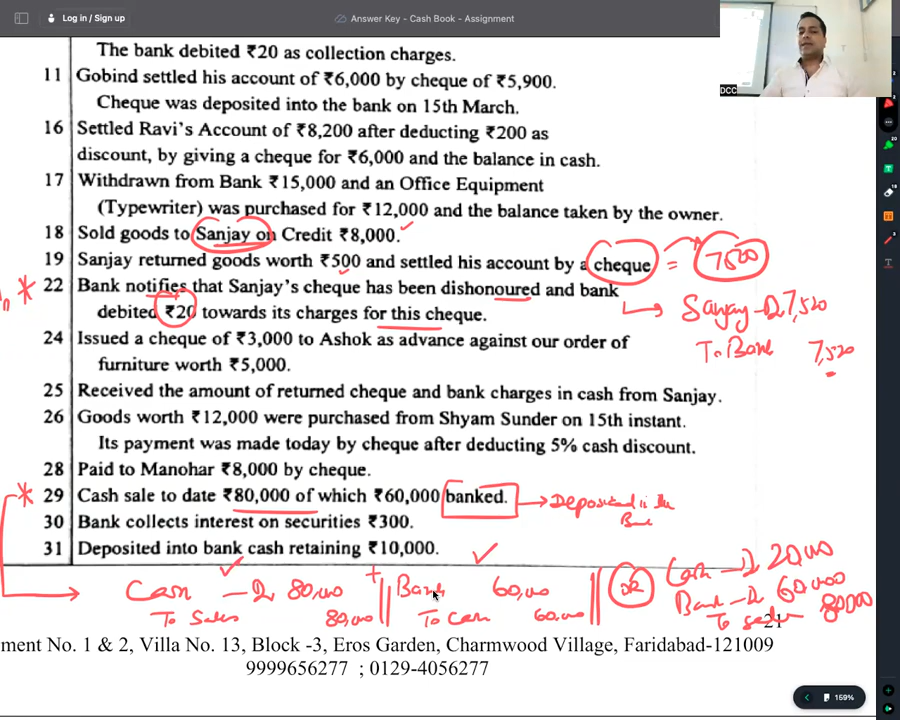 Log in / Sign up
Answer Key - Cash Book - Assignment
DCC
The bank debited ₹20 as collection charges.
11 Gobind settled his account of ₹6,000 by cheque of ₹5,900.
Cheque was deposited into the bank on 15th March.
16 Settled Ravi's Account of ₹8,200 after deducting ₹200 as
discount, by giving a cheque for ₹6,000 and the balance in cash.
17 Withdrawn from Bank ₹15,000 and an Office Equipment
(Typewriter) was purchased for ₹12,000 and the balance taken by the owner.
18 Sold goods to Sanjay on Credit ₹8,000.
19 Sanjay returned goods worth ₹500 and settled his account by a cheque = 7500
22 Bank notifies that Sanjay's cheque has been dishonoured and bank
debited ₹20 towards its charges for this cheque.
Sanjay - Dr 7,520
To Bank 7,520
24 Issued a cheque of ₹3,000 to Ashok as advance against our order of
furniture worth ₹5,000.
25 Received the amount of returned cheque and bank charges in cash from Sanjay.
26 Goods worth ₹12,000 were purchased from Shyam Sunder on 15th instant.
Its payment was made today by cheque after deducting 5% cash discount.
28 Paid to Manohar ₹8,000 by cheque.
29 Cash sale to date ₹80,000 of which ₹60,000 banked. Deposited in the
Bank
30 Bank collects interest on securities ₹300.
31 Deposited into bank cash retaining ₹10,000.
Cash - Dr 80,000 + Bank 60,000 OR Cash - Dr 20,000
To Sales 80,000 To Cash 60,000 Bank - Dr 60,000
To Sales 80000
21
ment No. 1 & 2, Villa No. 13, Block -3, Eros Garden, Charmwood Village, Faridabad-121009
9999656277 ; 0129-4056277
159%